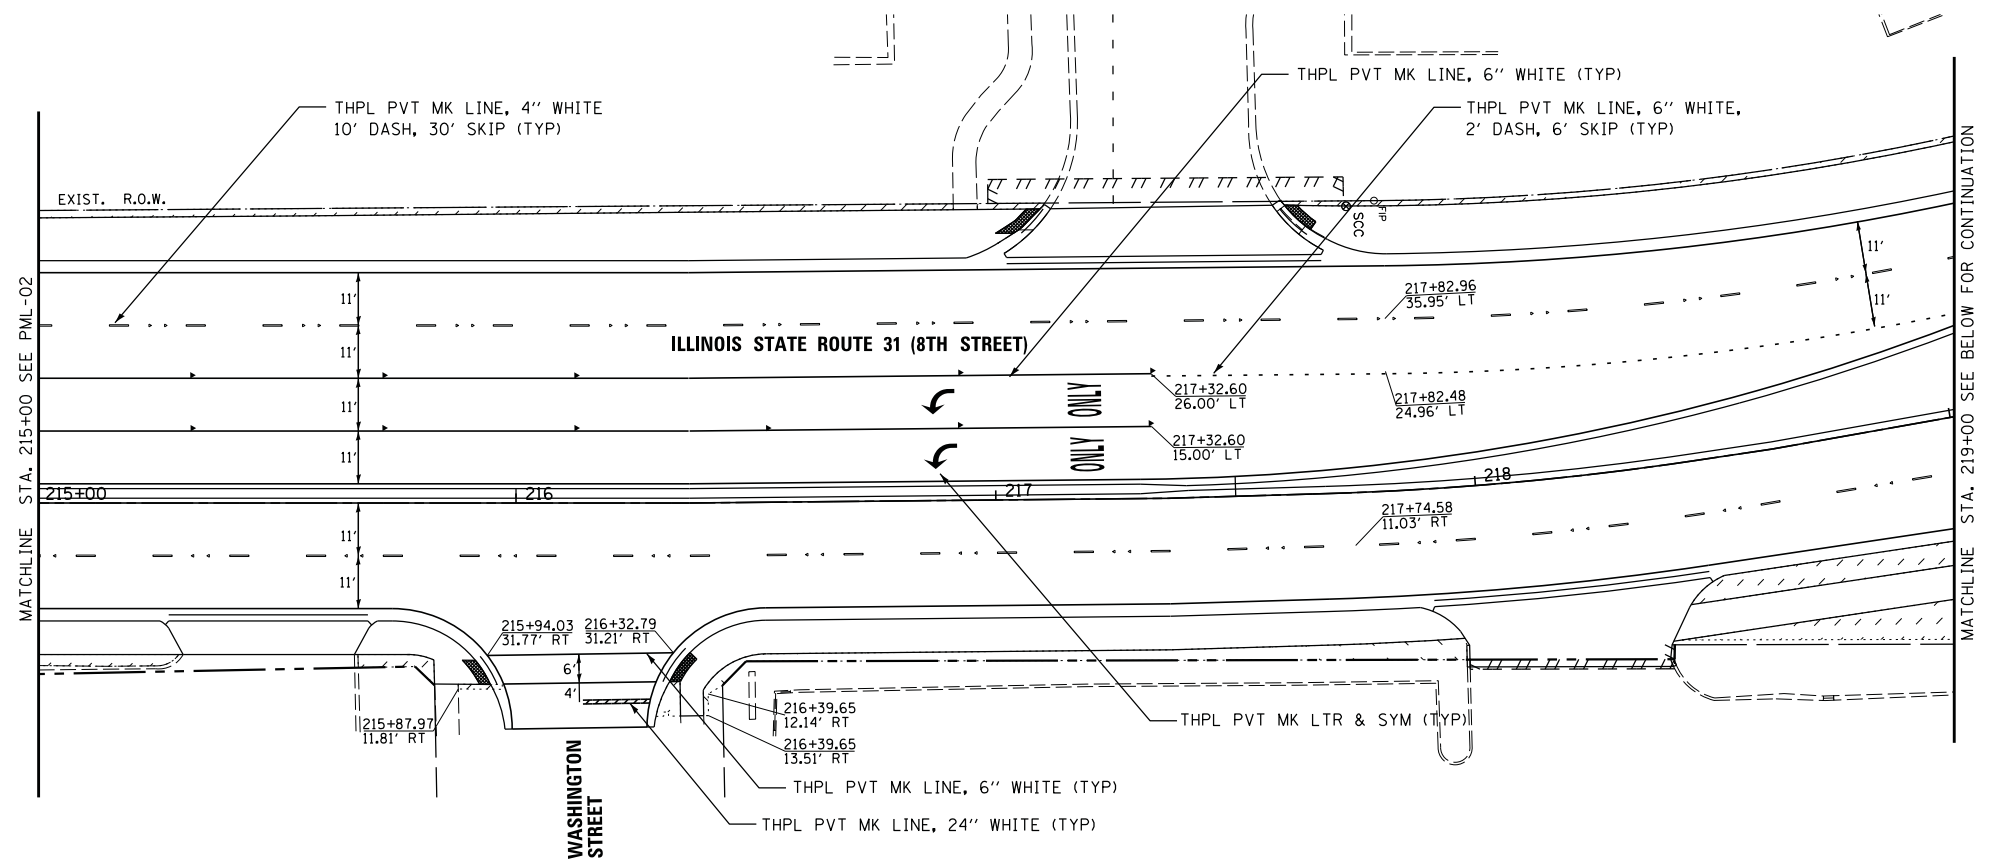 THPL PVT MK LINE, 6" WHITE (TYP)
THPL PVT MK LINE, 4" WHITE
10' DASH, 30' SKIP (TYP)
THPL PVT MK LINE, 6" WHITE,
2' DASH, 6' SKIP (TYP)
EXIST. R.O.W.
FIP
SCC
11'
11'
11'
11'
11'
11'
217+82.96
35.95' LT
ILLINOIS STATE ROUTE 31 (8TH STREET)
217+32.60
26.00' LT
217+82.48
24.96' LT
ONLY
ONLY
217+32.60
15.00' LT
215+00
216
217
218
217+74.58
11.03' RT
11'
11'
215+94.03
31.77' RT
216+32.79
31.21' RT
6'
4'
215+87.97
11.81' RT
216+39.65
12.14' RT
216+39.65
13.51' RT
THPL PVT MK LTR & SYM (TYP)
THPL PVT MK LINE, 6" WHITE (TYP)
THPL PVT MK LINE, 24" WHITE (TYP)
WASHINGTON
STREET
MATCHLINE STA. 215+00 SEE PML-02
MATCHLINE STA. 219+00 SEE BELOW FOR CONTINUATION